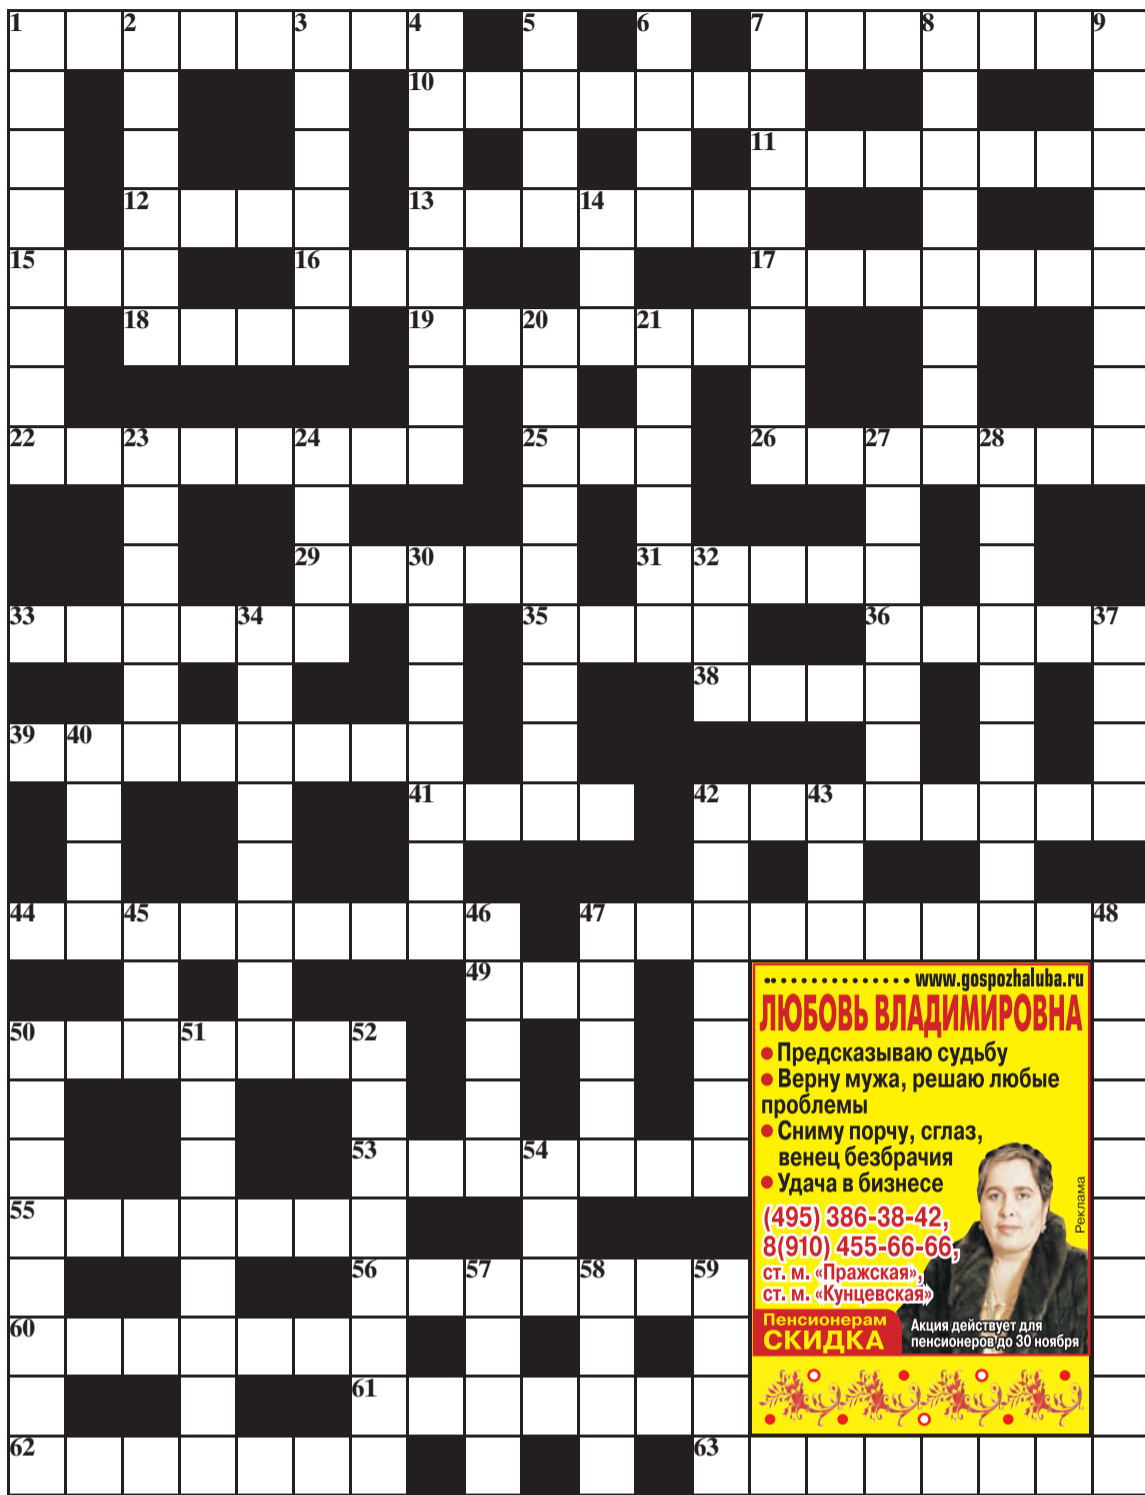 1 2 3 4 5 6 7 8 9
10
11
12 13 14
15 16 17
18 19 20 21
22 23 24 25 26 27 28
29 30 31 32
33 34 35 36 37
38
39 40
41 42 43
44 45 46 47 48
49
•• • • • • • • • • • • • • • www.gospozhaluba.ru
ЛЮБОВЬ ВЛАДИМИРОВНА
• Предсказываю судьбу
• Верну мужа, решаю любые
проблемы
• Сниму порчу, сглаз,
венец безбрачия
• Удача в бизнесе
(495) 386-38-42,
8(910) 455-66-66,
ст. м. «Пражская»,
ст. м. «Кунцевская»
Реклама
Пенсионерам
СКИДКА
Акция действует для
пенсионеров до 30 ноября
50 51 52
53 54
55
56 57 58 59
60
61
62 63